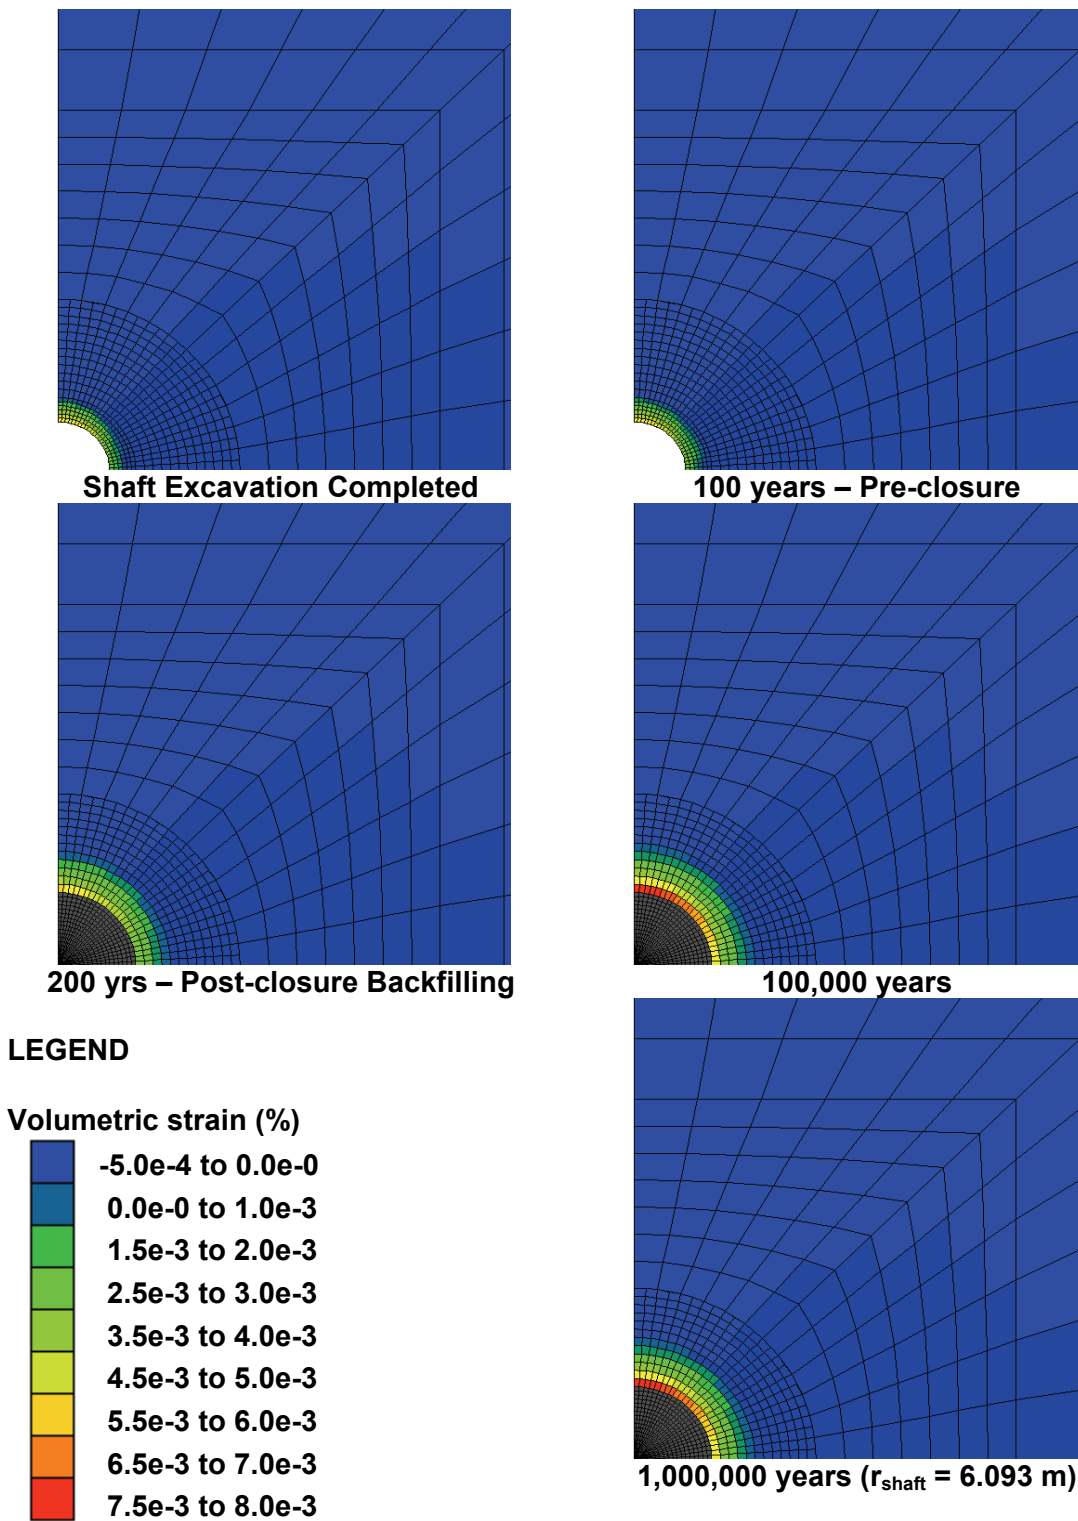 Shaft Excavation Completed
100 years – Pre-closure
200 yrs – Post-closure Backfilling
100,000 years
LEGEND
Volumetric strain (%)
-5.0e-4 to 0.0e-0
0.0e-0 to 1.0e-3
1.5e-3 to 2.0e-3
2.5e-3 to 3.0e-3
3.5e-3 to 4.0e-3
4.5e-3 to 5.0e-3
5.5e-3 to 6.0e-3
6.5e-3 to 7.0e-3
7.5e-3 to 8.0e-3
1,000,000 years (rshaft = 6.093 m)